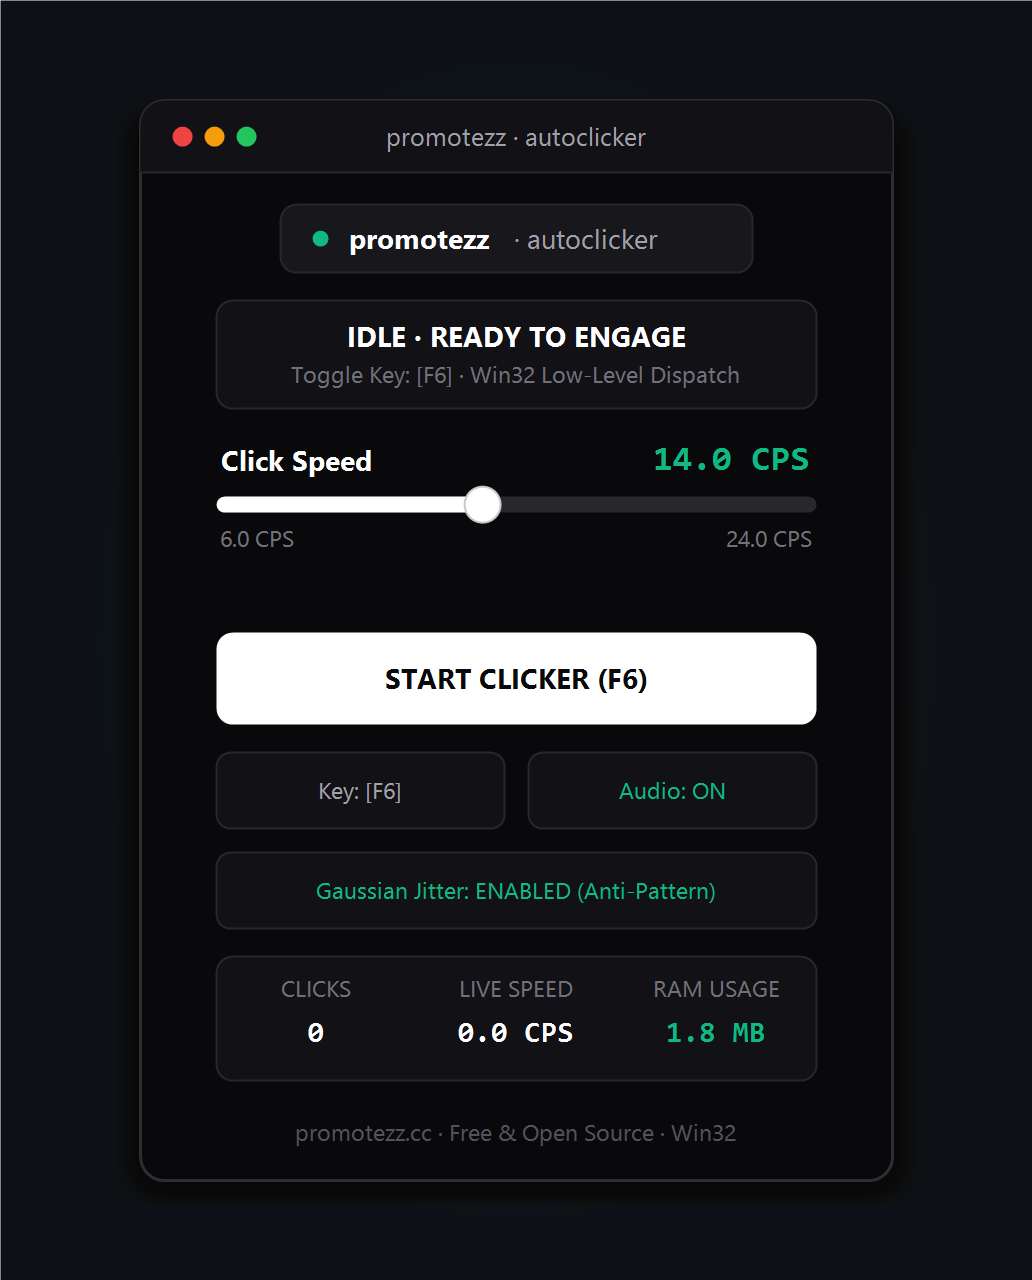 promotezz · autoclicker
promotezz · autoclicker
IDLE · READY TO ENGAGE
Toggle Key: [F6] · Win32 Low-Level Dispatch
Click Speed 14.0 CPS
6.0 CPS 24.0 CPS
START CLICKER (F6)
Key: [F6] Audio: ON
Gaussian Jitter: ENABLED (Anti-Pattern)
CLICKS LIVE SPEED RAM USAGE
0 0.0 CPS 1.8 MB
promotezz.cc · Free & Open Source · Win32